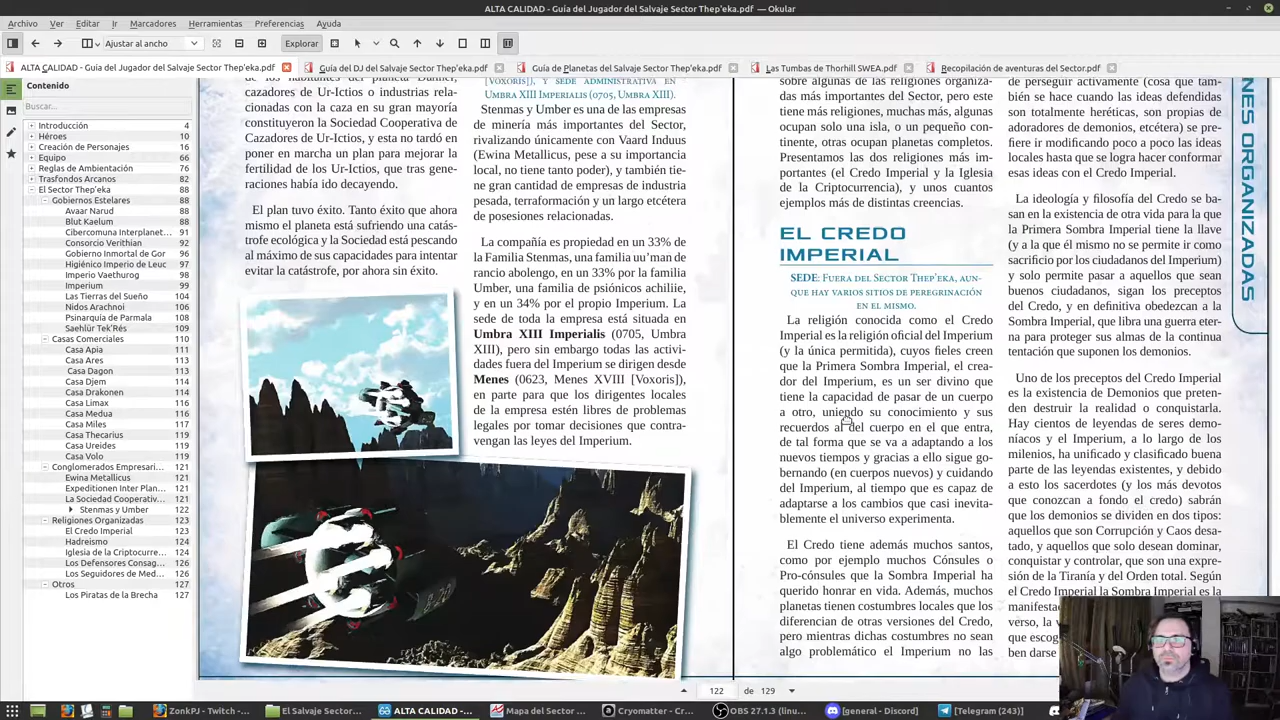 ALTA CALIDAD - Guía del Jugador del Salvaje Sector Thep'eka.pdf — Okular
Archivo Ver Editar Ir Marcadores Herramientas Preferencias Ayuda
Ajustar al ancho
Explorar
ALTA CALIDAD - Guía del Jugador del Salvaje Sector Thep'eka.pdf
Guía del DJ del Salvaje Sector Thep'eka.pdf
Guía de Planetas del Salvaje Sector Thep'eka.pdf
Las Tumbas de Thorhill SWEA.pdf
Recopilación de aventuras del Sector.pdf
Contenido
Buscar...
Introducción 4
Héroes 10
Creación de Personajes 16
Equipo 66
Reglas de Ambientación 76
Trasfondos Arcanos 82
El Sector Thep'eka 88
Gobiernos Estelares 88
Avaar Narud 88
Blut Kaelum 88
Cibercomuna Interplanet... 91
Consorcio Verithian 92
Gobierno Inmortal de Gor 96
Higiénico Imperio de Leuc 97
Imperio Vaethurog 98
Imperium 99
Las Tierras del Sueño 104
Nidos Arachnoi 106
Psinarquía de Parmala 108
Saehlür Tek'Rés 109
Casas Comerciales 111
Casa Apia 111
Casa Ares 113
Casa Dagon 113
Casa Djem 114
Casa Drakonen 114
Casa Limax 116
Casa Medua 116
Casa Miles 117
Casa Thecarius 119
Casa Ureides 119
Casa Volo 119
Conglomerados Empresari... 121
Ewina Metallicus 121
Expeditionen Inter Plan... 121
La Sociedad Cooperativ... 121
Stenmas y Umber 122
Religiones Organizadas 123
El Credo Imperial 123
Hadreismo 124
Iglesia de la Criptocurre... 124
Los Defensores Consag... 126
Los Seguidores de Med... 126
Otros 127
Los Piratas de la Brecha 127
de los habitantes del planeta Danner,
cazadores de Ur-Ictios o industrias rela-
cionadas con la caza en su gran mayoría
constituyeron la Sociedad Cooperativa de
Cazadores de Ur-Ictios, y esta no tardó en
poner en marcha un plan para mejorar la
fertilidad de los Ur-Ictios, que tras gene-
raciones había ido decayendo.
El plan tuvo éxito. Tanto éxito que ahora
mismo el planeta está sufriendo una catás-
trofe ecológica y la Sociedad está pescando
al máximo de sus capacidades para intentar
evitar la catástrofe, por ahora sin éxito.
[Voxoris], y sede administrativa en
Umbra XIII Imperialis (0705, Umbra XIII).
Stenmas y Umber es una de las empresas
de minería más importantes del Sector,
rivalizando únicamente con Vaard Induus
(Ewina Metallicus, pese a su importancia
local, no tiene tanto poder), y también tie-
ne gran cantidad de empresas de industria
pesada, terraformación y un largo etcétera
de posesiones relacionadas.
La compañía es propiedad en un 33% de
la Familia Stenmas, una familia uu'man de
rancio abolengo, en un 33% por la familia
Umber, una familia de psiónicos achiliie,
y en un 34% por el propio Imperium. La
sede de toda la empresa está situada en
Umbra XIII Imperialis (0705, Umbra
XIII), pero sin embargo todas las activi-
dades fuera del Imperium se dirigen desde
Menes (0623, Menes XVIII [Voxoris]),
en parte para que los dirigentes locales
de la empresa estén libres de problemas
legales por tomar decisiones que contra-
vengan las leyes del Imperium.
sobre algunas de las religiones organiza-
das más importantes del Sector, pero este
tiene más religiones, muchas más, algunas
ocupan solo una isla, o un pequeño con-
tinente, otras ocupan planetas completos.
Presentamos las dos religiones más im-
portantes (el Credo Imperial y la Iglesia
de la Criptocurrencia), y unos cuantos
ejemplos más de distintas creencias.
EL CREDO
IMPERIAL
SEDE: Fuera del Sector Thep'eka, aun-
que hay varios sitios de peregrinación
en el mismo.
La religión conocida como el Credo
Imperial es la religión oficial del Imperium
(y la única permitida), cuyos fieles creen
que la Primera Sombra Imperial, el crea-
dor del Imperium, es un ser divino que
tiene la capacidad de pasar de un cuerpo
a otro, uniendo su conocimiento y sus
recuerdos al del cuerpo en el que entra,
de tal forma que se va a adaptando a los
nuevos tiempos y gracias a ello sigue go-
bernando (en cuerpos nuevos) y cuidando
del Imperium, al tiempo que es capaz de
adaptarse a los cambios que casi inevita-
blemente el universo experimenta.
El Credo tiene además muchos santos,
como por ejemplo muchos Cónsules o
Pro-cónsules que la Sombra Imperial ha
querido honrar en vida. Además, muchos
planetas tienen costumbres locales que los
diferencian de otras versiones del Credo,
pero mientras dichas costumbres no sean
algo problemático el Imperium no las
de perseguir activamente (cosa que tam-
bién se hace cuando las ideas defendidas
son totalmente heréticas, son propias de
adoradores de demonios, etcétera) se pre-
fiere ir modificando poco a poco las ideas
locales hasta que se logra hacer conformar
esas ideas con el Credo Imperial.
La ideología y filosofía del Credo se ba-
san en la existencia de otra vida para la que
la Primera Sombra Imperial tiene la llave
(y a la que él mismo no se permite ir como
sacrificio por los ciudadanos del Imperium)
y solo permite pasar a aquellos que sean
buenos ciudadanos, sigan los preceptos
del Credo, y en definitiva obedezcan a la
Sombra Imperial, que libra una guerra eter-
na para proteger sus almas de la continua
tentación que suponen los demonios.
Uno de los preceptos del Credo Imperial
es la existencia de Demonios que preten-
den destruir la realidad o conquistarla.
Hay cientos de leyendas de seres demo-
níacos y el Imperium, a lo largo de los
milenios, ha unificado y clasificado buena
parte de las leyendas existentes, y debido
a esto los sacerdotes (y los más devotos
que conozcan a fondo el credo) sabrán
que los demonios se dividen en dos tipos:
aquellos que son Corrupción y Caos desa-
tado, y aquellos que solo desean dominar,
conquistar y controlar, que son una expre-
sión de la Tiranía y del Orden total. Según
el Credo Imperial la Sombra Imperial es la
manifesta
verso, la
que escog
ben darse
NES ORGANIZADAS
122 de 129
ZonkPJ - Twitch -...
El Salvaje Sector...
ALTA CALIDAD -...
Mapa del Sector ...
Cryomatter - Cr...
OBS 27.1.3 (linu...
[general - Discord]
[Telegram (243)]